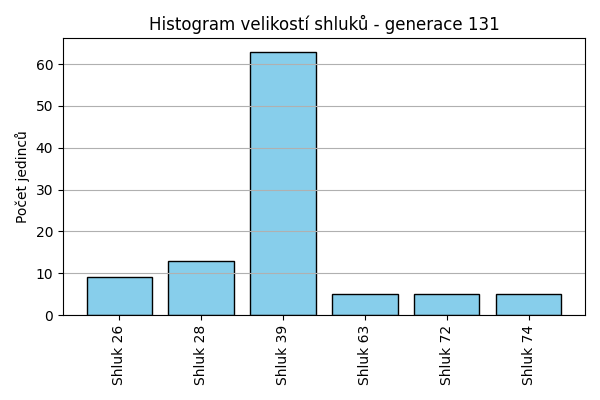 Histogram velikostí shluků - generace 131
Počet jedinců
60
50
40
30
20
10
0
Shluk 26
Shluk 28
Shluk 39
Shluk 63
Shluk 72
Shluk 74